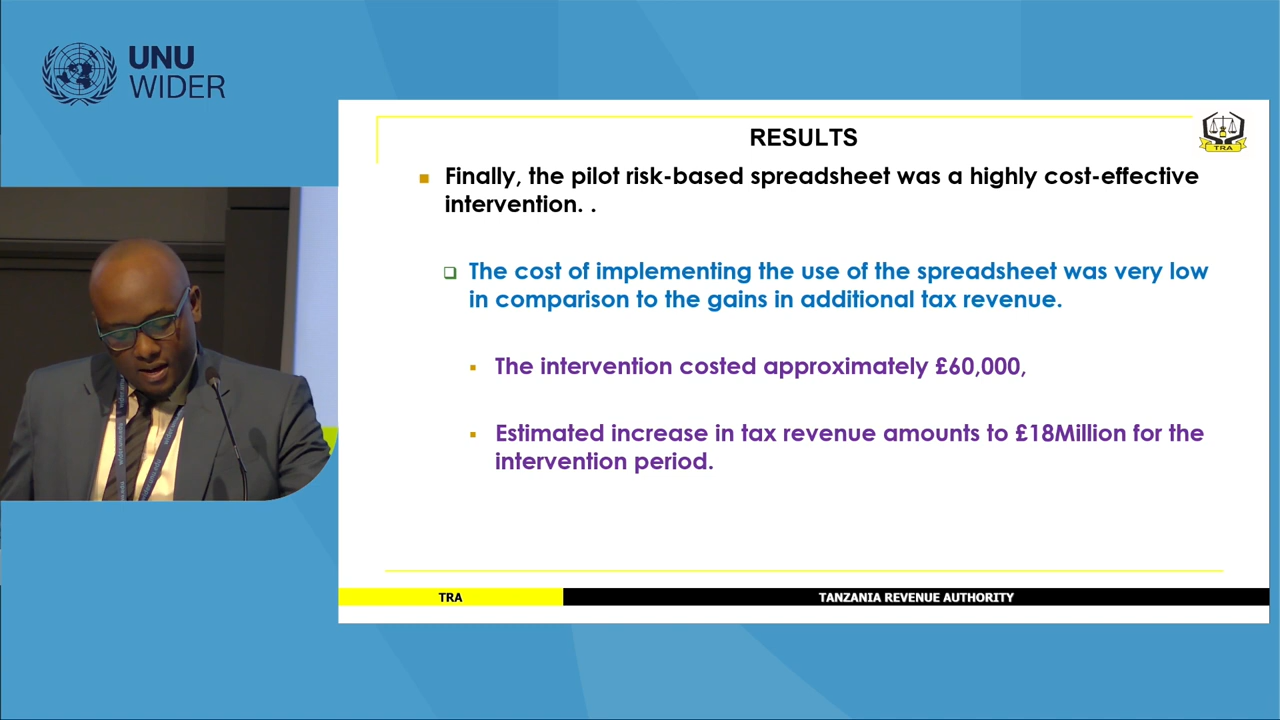 UNU
WIDER
RESULTS
TRA
▪ Finally, the pilot risk-based spreadsheet was a highly cost-effective
intervention. .
❑ The cost of implementing the use of the spreadsheet was very low
in comparison to the gains in additional tax revenue.
▪ The intervention costed approximately £60,000,
▪ Estimated increase in tax revenue amounts to £18Million for the
intervention period.
TRA
TANZANIA REVENUE AUTHORITY